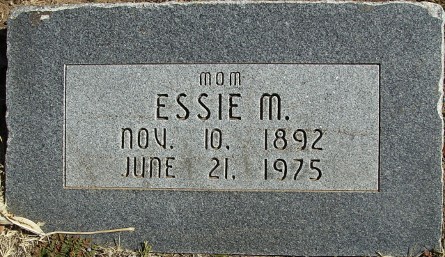 MOM
ESSIE M.
NOV. 10. 1892
JUNE 21. 1975